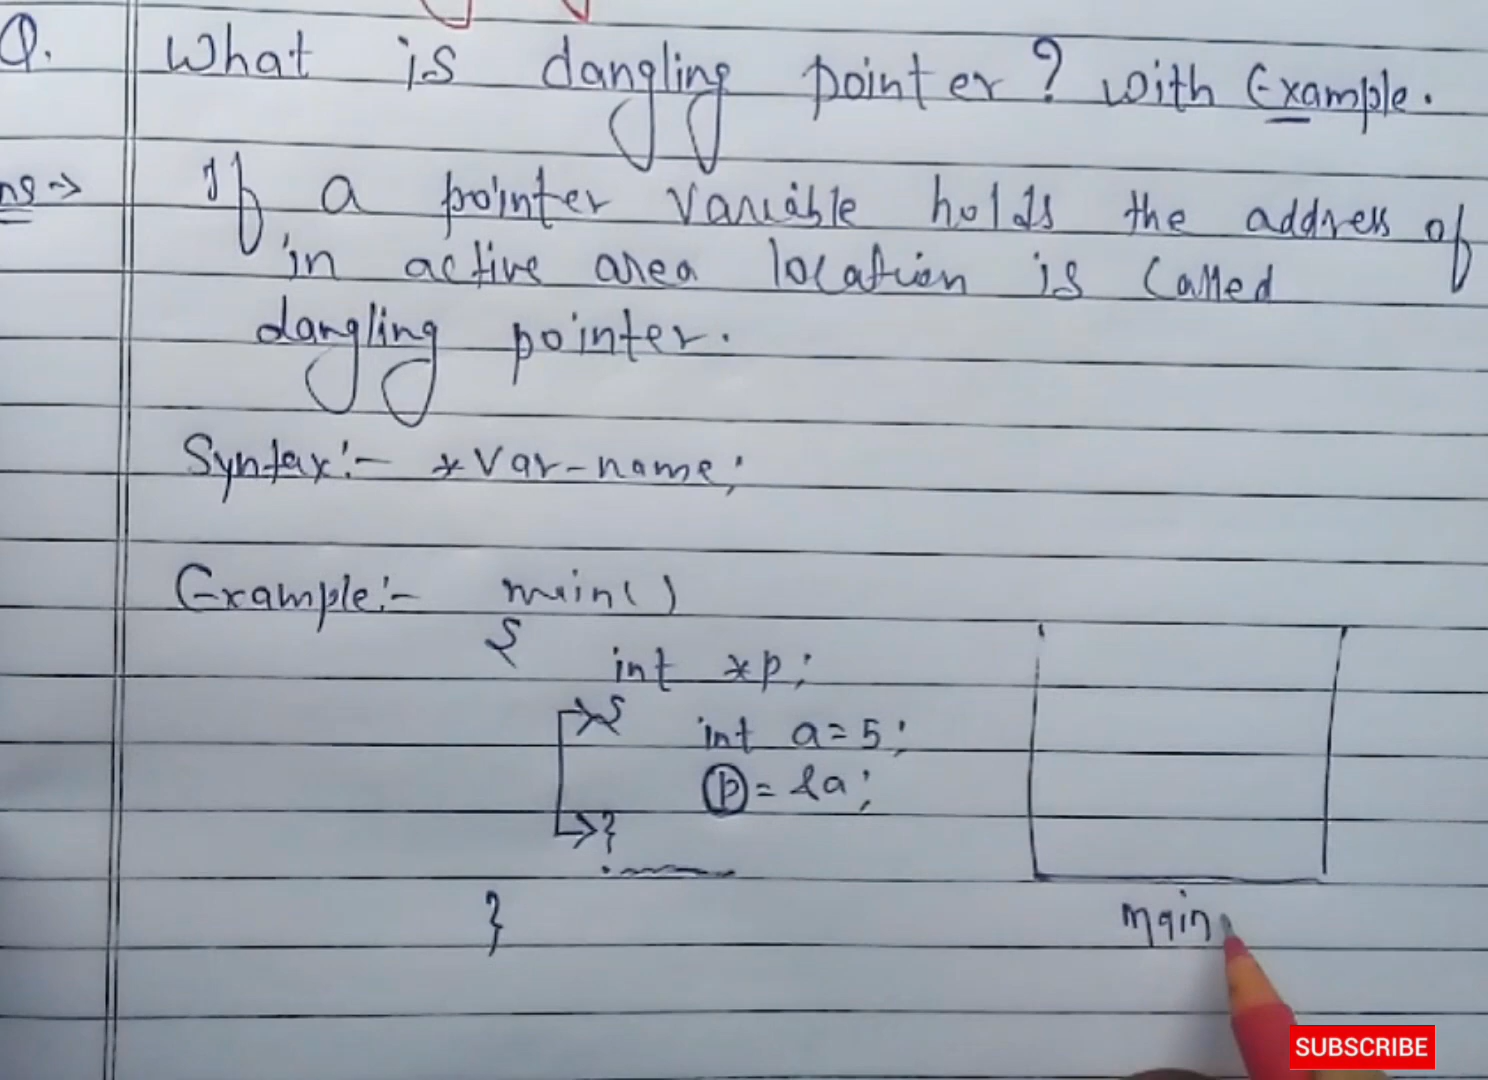 Q. What is dangling pointer? with Example.
ns-> If a pointer variable holds the address of
in active area location is called
dangling pointer.
Syntax:- *var-name;
Example:- main()
{
int *p;
{
int a=5;
p = &a;
}
}
main
SUBSCRIBE